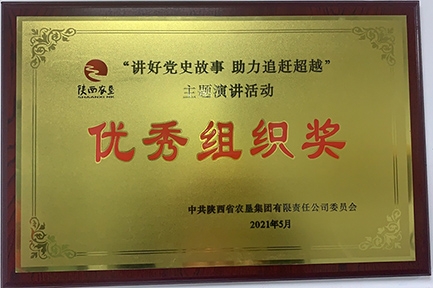 陕西农垦
SHAANXI NK
“讲好党史故事 助力追赶超越”
主题演讲活动
优秀组织奖
中共陕西省农垦集团有限责任公司委员会
2021年5月